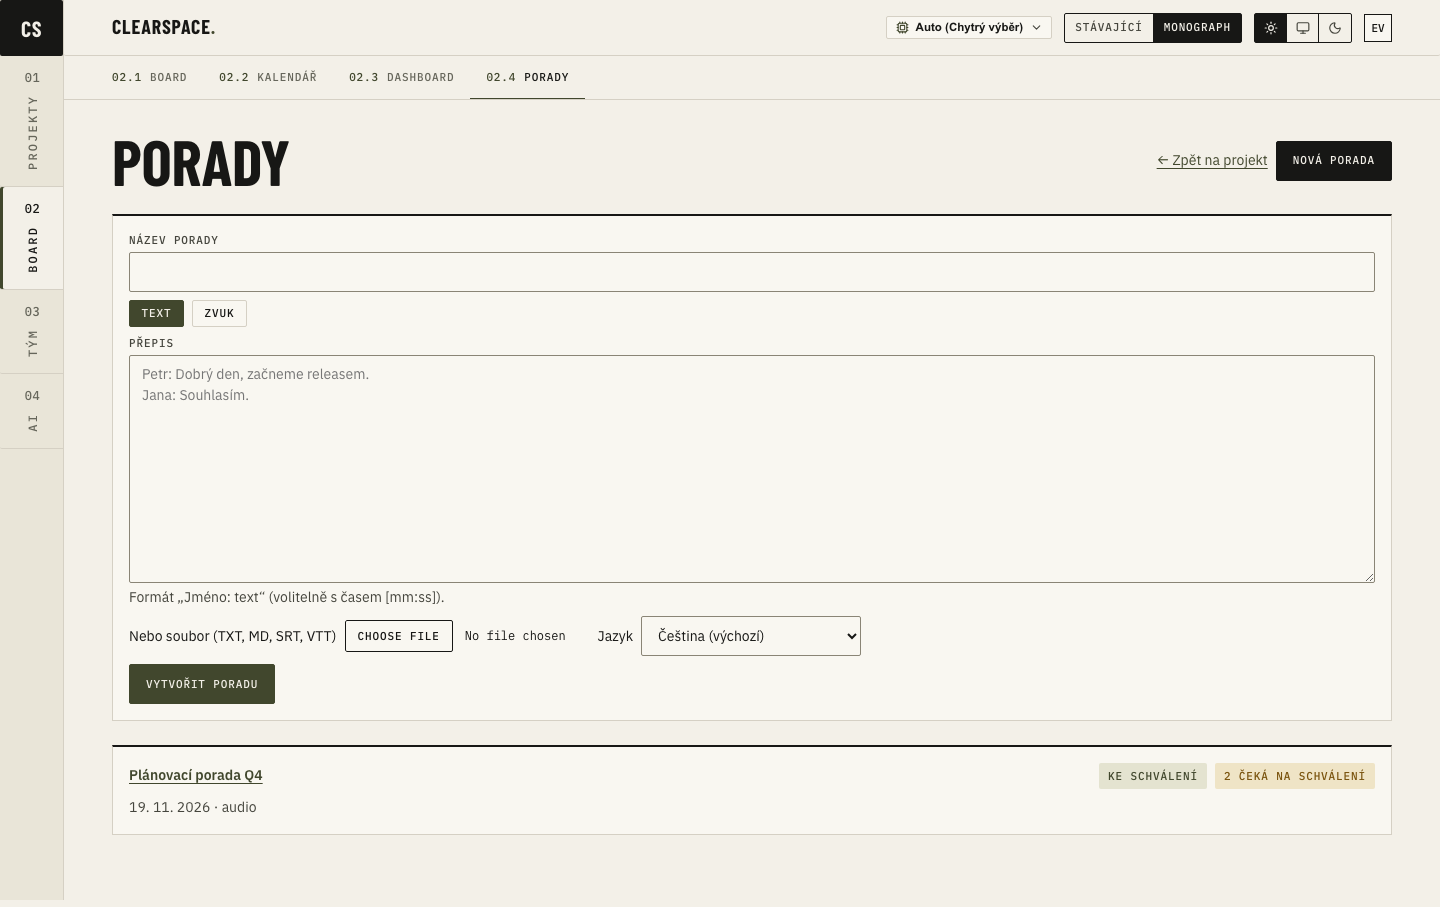 CS
CLEARSPACE.
Auto (Chytrý výběr)
STÁVAJÍCÍ
MONOGRAPH
EV
01
PROJEKTY
02
BOARD
03
TÝM
04
AI
02.1 BOARD
02.2 KALENDÁŘ
02.3 DASHBOARD
02.4 PORADY
PORADY
← Zpět na projekt
NOVÁ PORADA
NÁZEV PORADY
TEXT
ZVUK
PŘEPIS
Petr: Dobrý den, začneme releasem.
Jana: Souhlasím.
Formát „Jméno: text“ (volitelně s časem [mm:ss]).
Nebo soubor (TXT, MD, SRT, VTT)
CHOOSE FILE
No file chosen
Jazyk
Čeština (výchozí)
VYTVOŘIT PORADU
Plánovací porada Q4
KE SCHVÁLENÍ
2 ČEKÁ NA SCHVÁLENÍ
19. 11. 2026 · audio